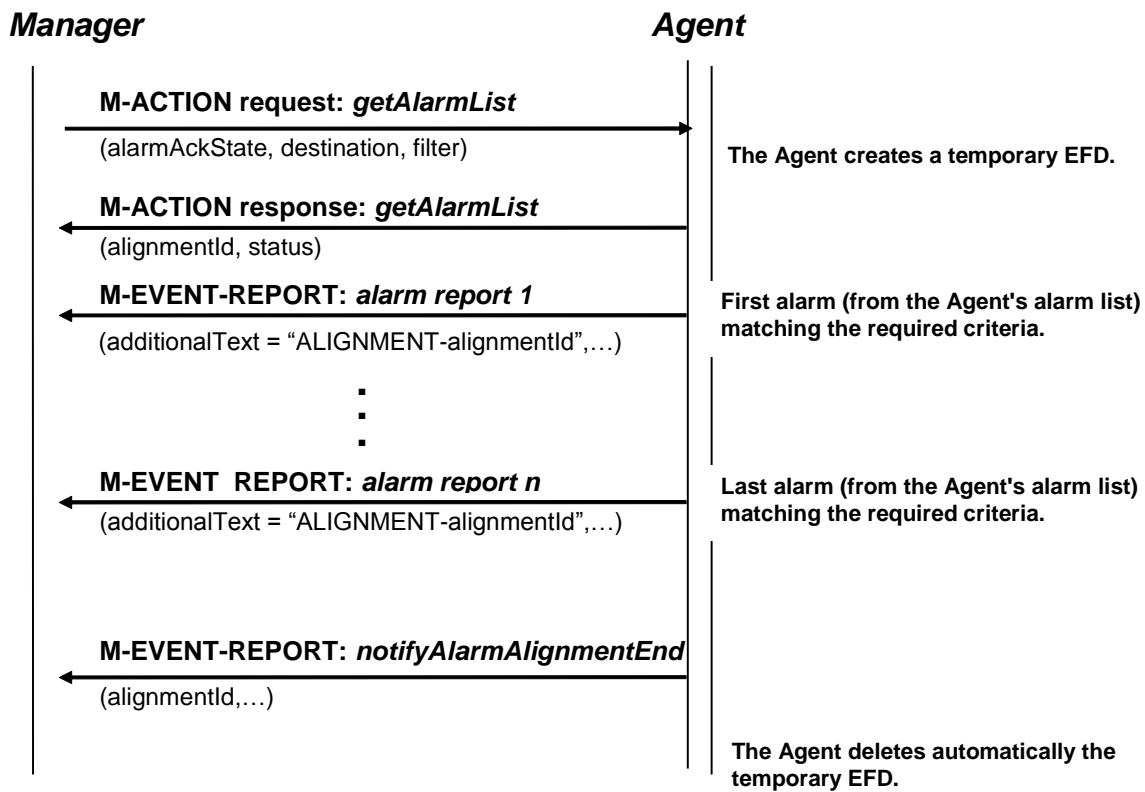 Manager
Agent
M-ACTION request: getAlarmList
(alarmAckState, destination, filter)
The Agent creates a temporary EFD.
M-ACTION response: getAlarmList
(alignmentId, status)
M-EVENT-REPORT: alarm report 1
First alarm (from the Agent's alarm list)
matching the required criteria.
(additionalText = “ALIGNMENT-alignmentId”,…)
M-EVENT REPORT: alarm report n
Last alarm (from the Agent's alarm list)
matching the required criteria.
(additionalText = “ALIGNMENT-alignmentId”,…)
M-EVENT-REPORT: notifyAlarmAlignmentEnd
(alignmentId,…)
The Agent deletes automatically the
temporary EFD.